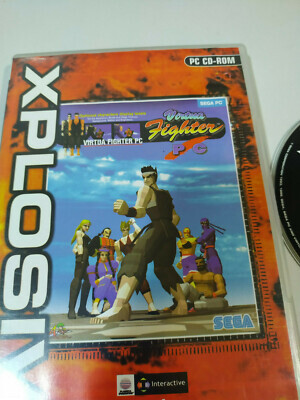 PC CD-ROM
XPLOSIV
SEGA PC
Virtua
Fighter
PC
VIRTUA FIGHTER PC
SEGA
Interactive